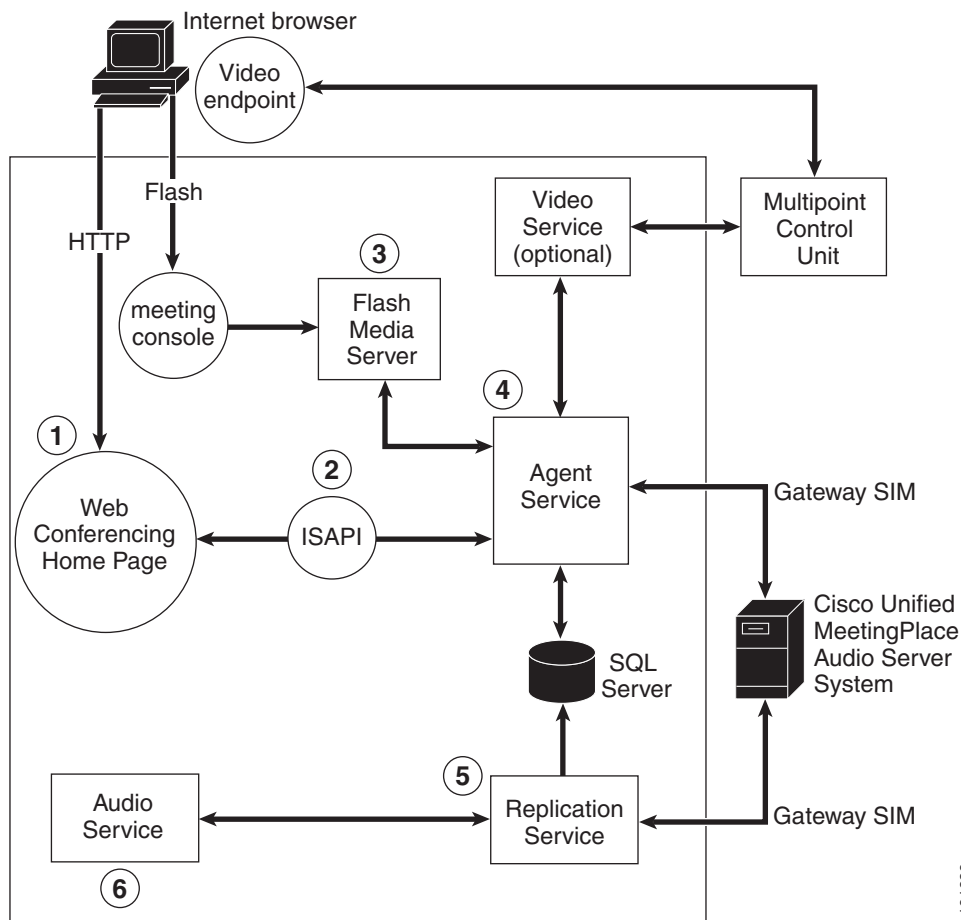 Internet browser
Video
endpoint
Flash
HTTP
Video
Service
(optional)
Multipoint
Control
Unit
3
meeting
console
Flash
Media
Server
4
1
2
Agent
Service
Gateway SIM
Web
Conferencing
Home Page
ISAPI
Cisco Unified
MeetingPlace
Audio Server
System
SQL
Server
5
Audio
Service
Replication
Service
Gateway SIM
6